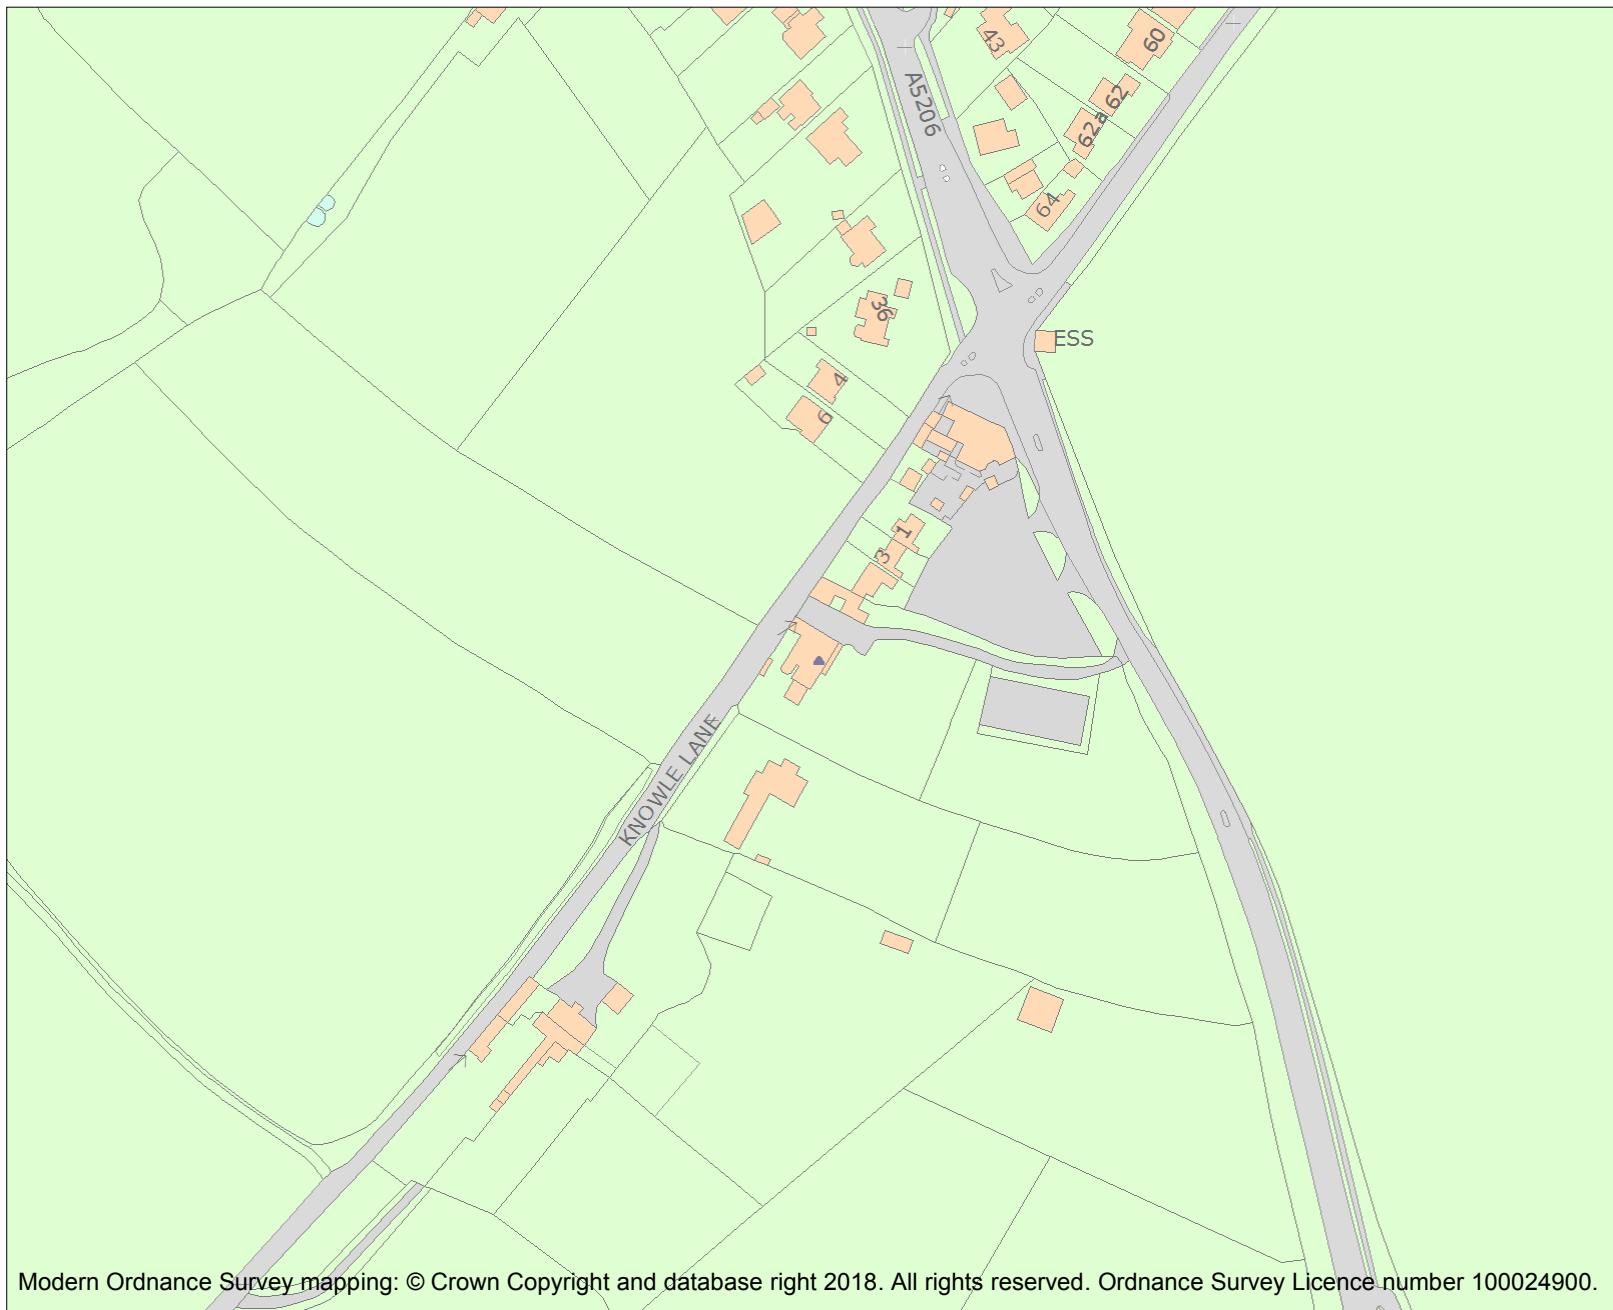 43
60
A5206
62
62a
64
36
ESS
4
6
1
3
KNOWLE LANE
Modern Ordnance Survey mapping: © Crown Copyright and database right 2018. All rights reserved. Ordnance Survey Licence number 100024900.